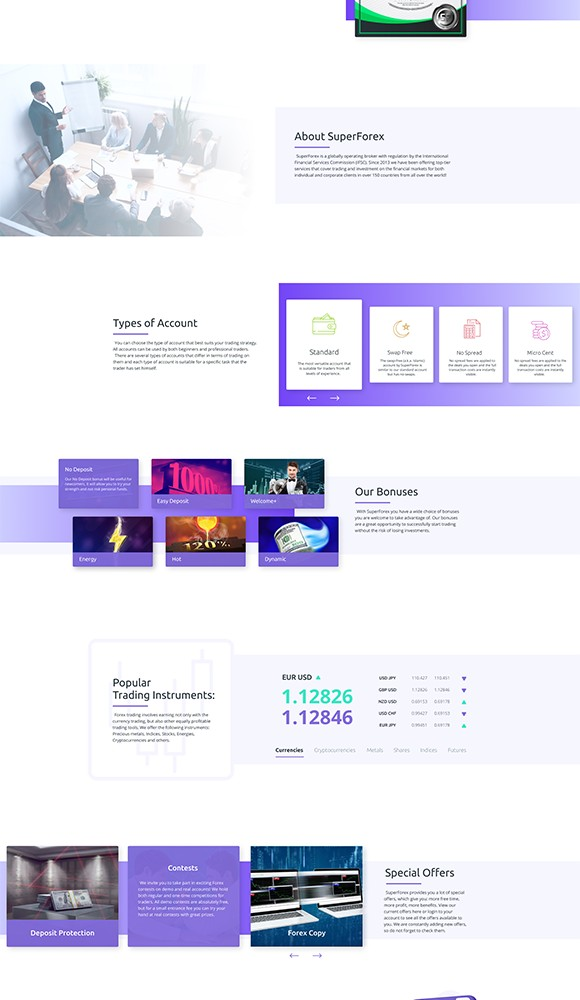 About SuperForex
SuperForex is a globally operating broker with regulation by the International
Financial Services Commission (IFSC). Since 2013 we have been offering top-tier
services that cover trading and investment on the financial markets for both
individual and corporate clients in over 150 countries from all over the world!
Types of Account
You can choose the type of account that best suits your trading strategy.
All accounts can be used by both beginners and professional traders.
There are several types of accounts that differ in terms of trading on
them and each type of account is suitable for a specific task that the
trader has set himself.
Standard
The most versatile account that
is suitable for traders from all
levels of experience.
Swap Free
The swap-free (a.k.a. Islamic)
account by SuperForex is
similar to our standard account
but has no swaps.
No Spread
No spread fees are applied to the
deals you open and the full
transaction costs are instantly
visible.
Micro Cent
No spread fees are applied to the
deals you open and the full
transaction costs are instantly
visible.
No Deposit
Our No Deposit bonus will be useful for
newcomers. It will allow you to try your
strength and not risk personal funds.
1000
Easy Deposit
Welcome+
Energy
120%
Hot
Dynamic
Our Bonuses
With SuperForex you have a wide choice of bonuses
you are welcome to take advantage of. Our bonuses
are a great opportunity to successfully start trading
without the risk of losing investments.
Popular
Trading Instruments:
Forex trading involves earning not only with the
currency trading, but also other equally profitable
trading tools. We offer the following instruments:
Precious metals, Indices, Stocks, Energies,
Cryptocurrencies and others.
EUR USD
1.12826
1.12846
USD JPY 110.427 110.451
GBP USD 1.12826 1.12846
NZD USD 0.69153 0.69178
USD CHF 0.99427
EUR JPY 0.69178
Currencies Cryptocurrencies Metals Shares Indices Futures
Deposit Protection
Contests
We invite you to take part in exciting Forex
contests on demo and real accounts! We hold
both regular and one-time competitions for
traders. All demo contests are absolutely free,
but for a small entrance fee you can try your
hand at real contests with great prizes.
Forex Copy
Special Offers
SuperForex provides you a lot of special
offers, which give you: more free time,
more profit, more benefits. View our
current offers here or login to your
account to see all the offers available to
you. We are constantly adding new offers,
so do not forget to check them.